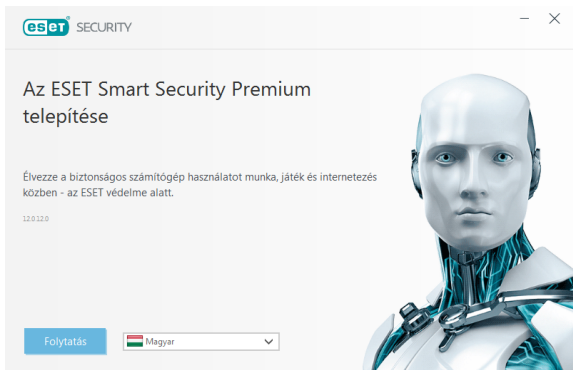 eseT SECURITY
Az ESET Smart Security Premium
telepítése
Élvezze a biztonságos számítógép használatot munka, játék és internetezés
közben - az ESET védelme alatt.
12.0 12.0
Folytatás
Magyar